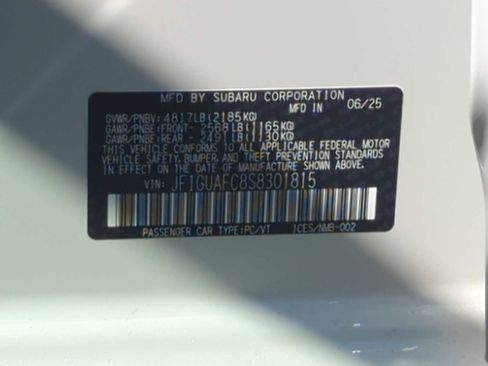 MFD BY SUBARU CORPORATION
MFD IN 06/25
GVWR/PNBV: 4817LB(2185KG)
GAWR/PNBE:FRONT- 2568LB(1165KG)
GAWR/PNBE:REAR - 2491LB(1130KG)
THIS VEHICLE CONFORMS TO ALL APPLICABLE FEDERAL MOTOR
VEHICLE SAFETY, BUMPER, AND THEFT PREVENTION STANDARDS
IN EFFECT ON THE DATE OF MANUFACTURE SHOWN ABOVE.
VIN: JF1GUAFC8S8301815
PASSENGER CAR TYPE:PC/VT ICES/NMB-002